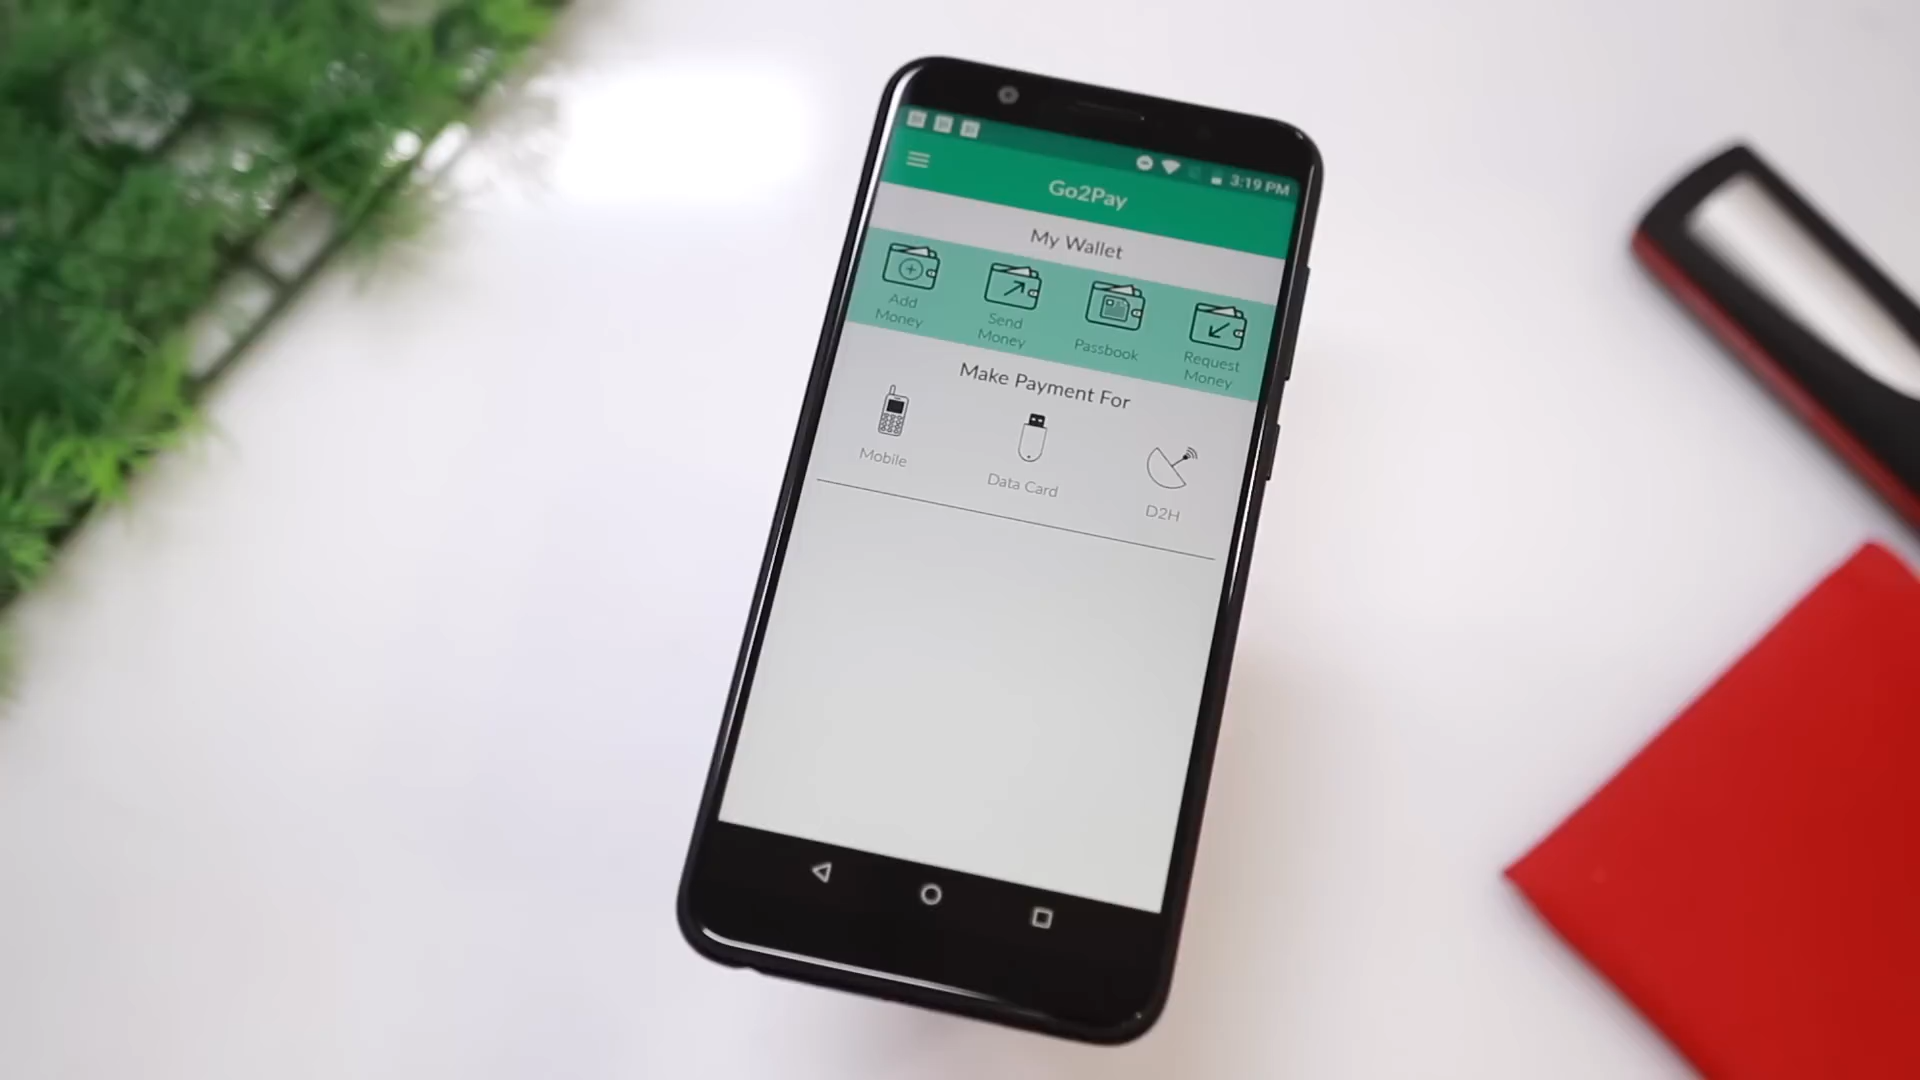 3:19 PM
Go2Pay
My Wallet
Add
Money
Send
Money
Passbook
Request
Money
Make Payment For
Mobile
Data Card
D2H